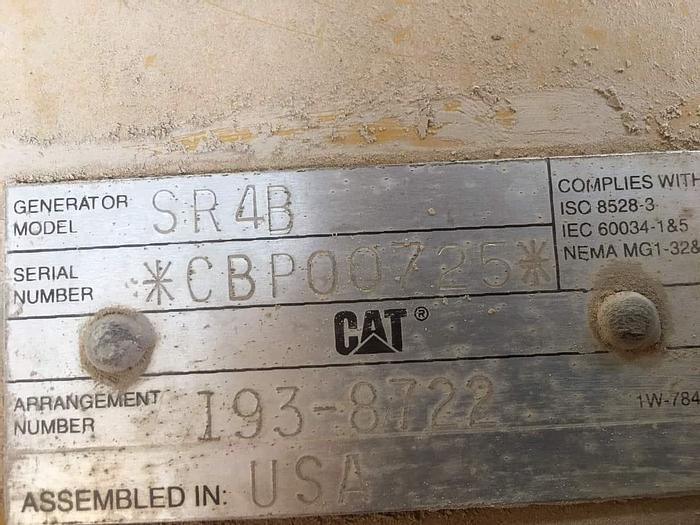 GENERATOR MODEL SR4B
SERIAL NUMBER *CBP00725*
COMPLIES WITH
ISO 8528-3
IEC 60034-1&5
NEMA MG1-32&
CAT®
ARRANGEMENT NUMBER 193-8722
1W-784
ASSEMBLED IN: USA